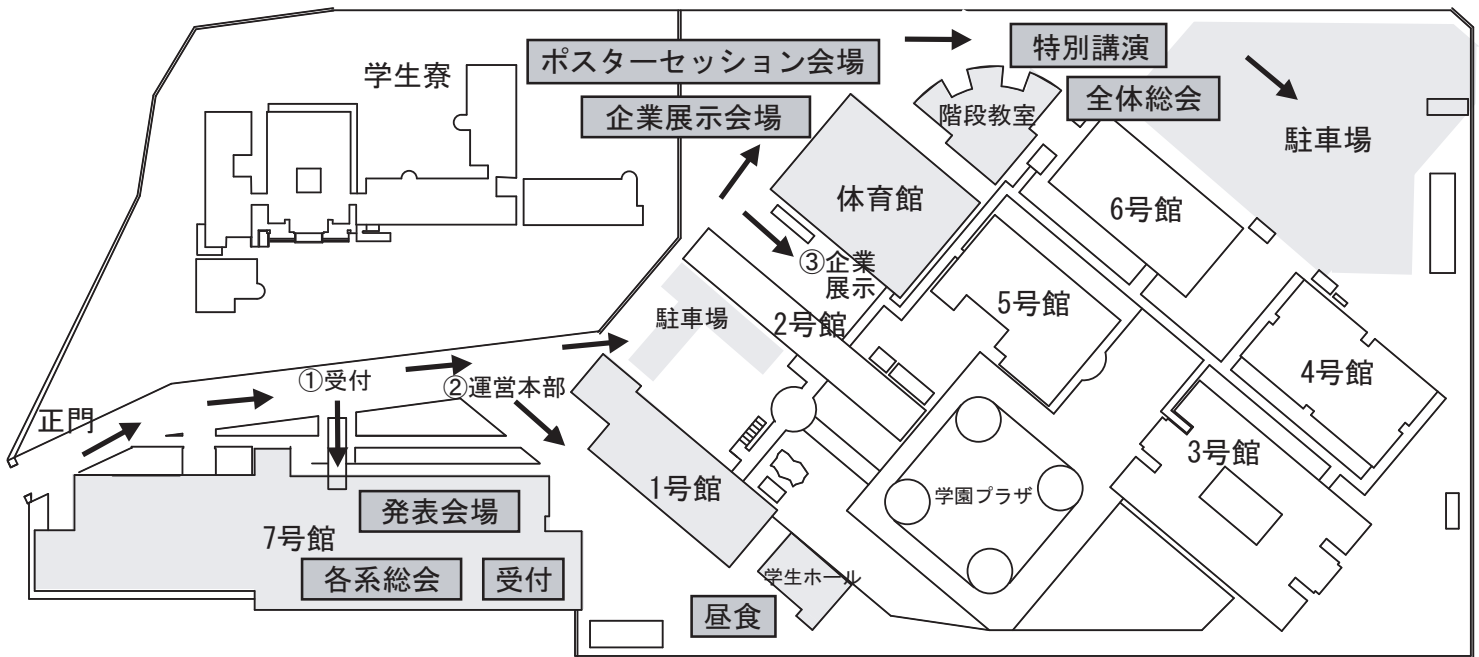 ポスターセッション会場
特別講演
学生寮
企業展示会場
階段教室
全体総会
駐車場
体育館
6号館
③企業
展示
5号館
駐車場
2号館
①受付
②運営本部
4号館
正門
3号館
1号館
学園プラザ
発表会場
7号館
各系総会
受付
学生ホール
昼食